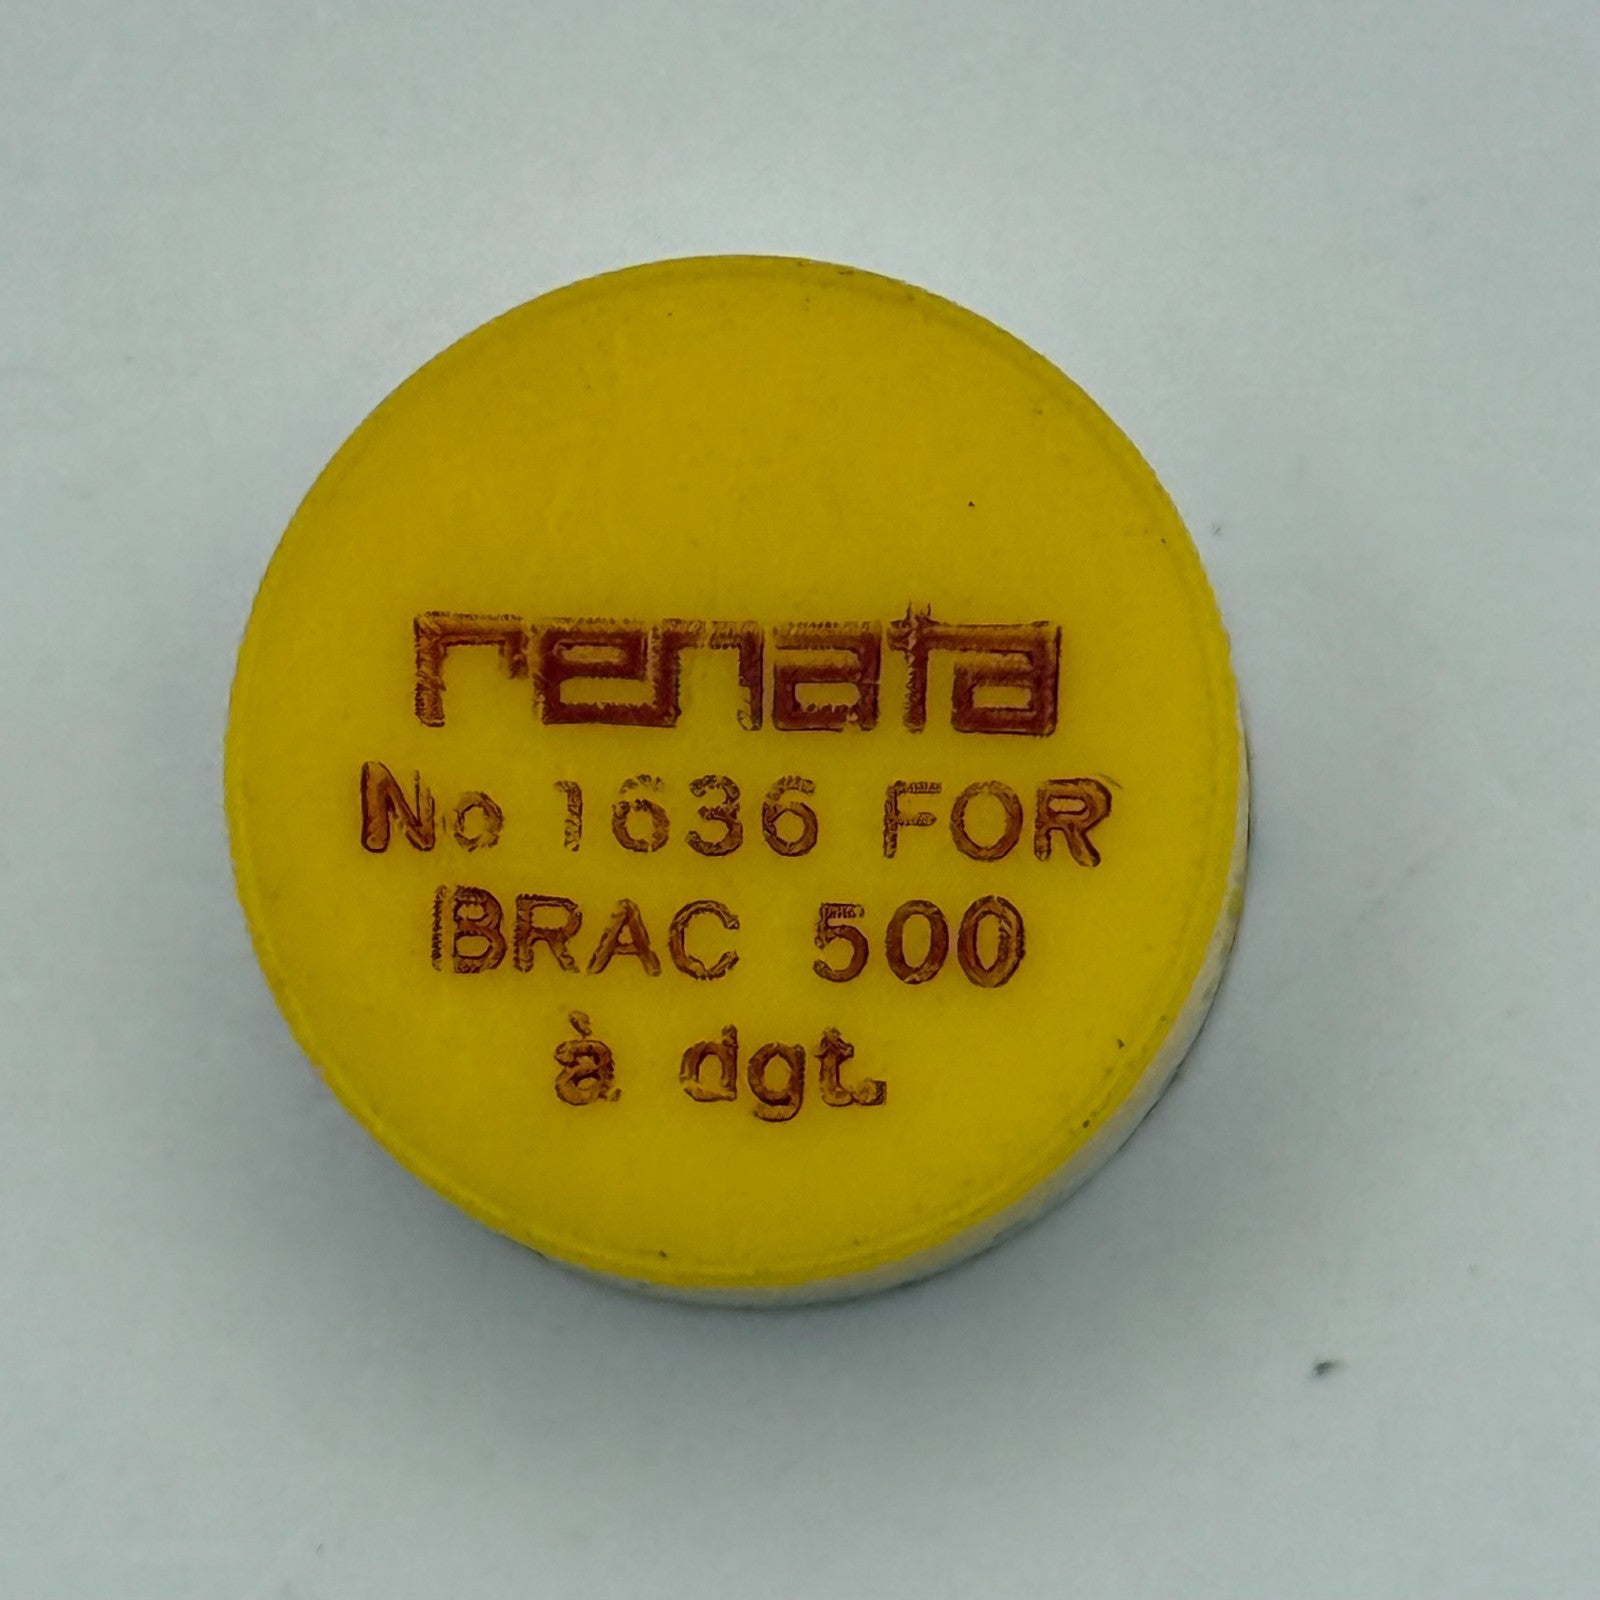 renata
No 1636 FOR
BRAC 500
à dgt.